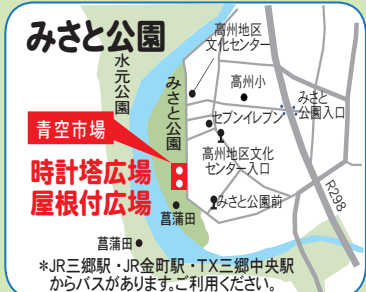 みさと公園
水元公園
みさと公園
高州地区
文化センター
高州小
セブンイレブン
みさと
公園入口
青空市場
高州地区文化
センター入口
時計塔広場
屋根付広場
みさと公園前
R298
菖蒲田
菖蒲田
*JR三郷駅・JR金町駅・TX三郷中央駅
からバスがあります。ご利用ください。